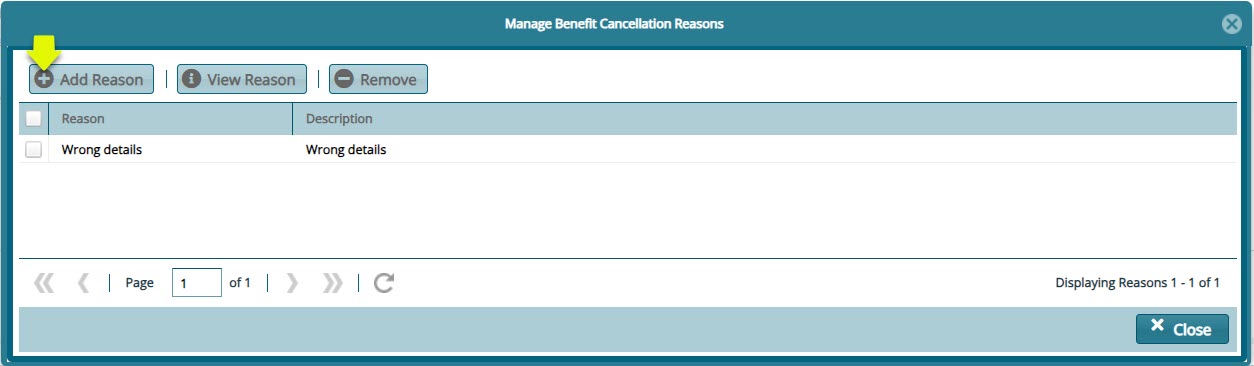 Manage Benefit Cancellation Reasons
Add Reason View Reason Remove
Reason Description
Wrong details Wrong details
Page 1 of 1 Displaying Reasons 1 - 1 of 1
Close